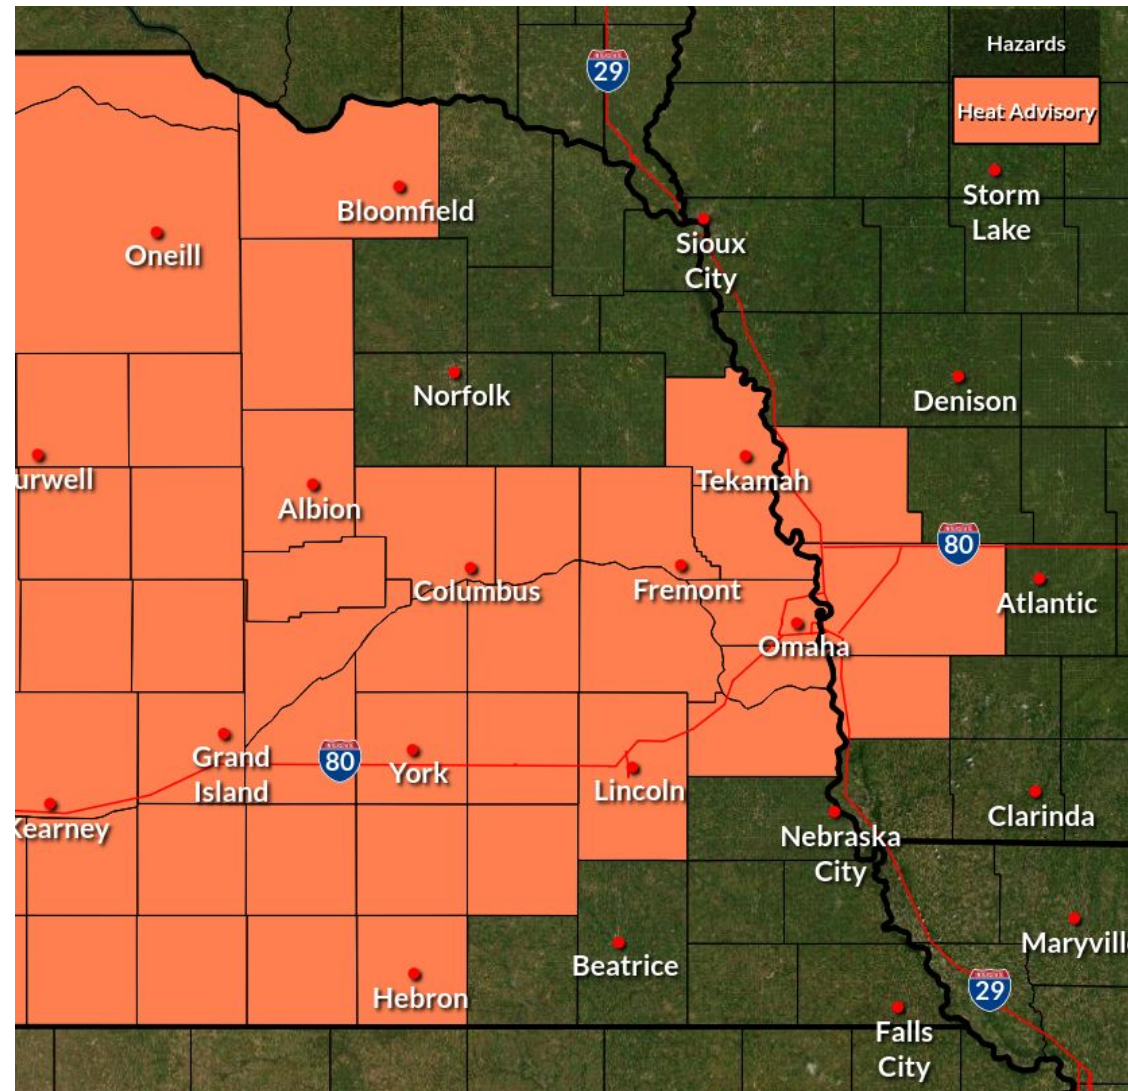 Hazards
29
Heat Advisory
Storm
Lake
Bloomfield
Oneill
Sioux
City
Norfolk
Denison
urwell
Tekamah
Albion
80
Columbus
Fremont
Atlantic
Omaha
Grand
Island
80
York
Lincoln
Kearney
Clarinda
Nebraska
City
Maryvill
Beatrice
Hebron
29
Falls
City